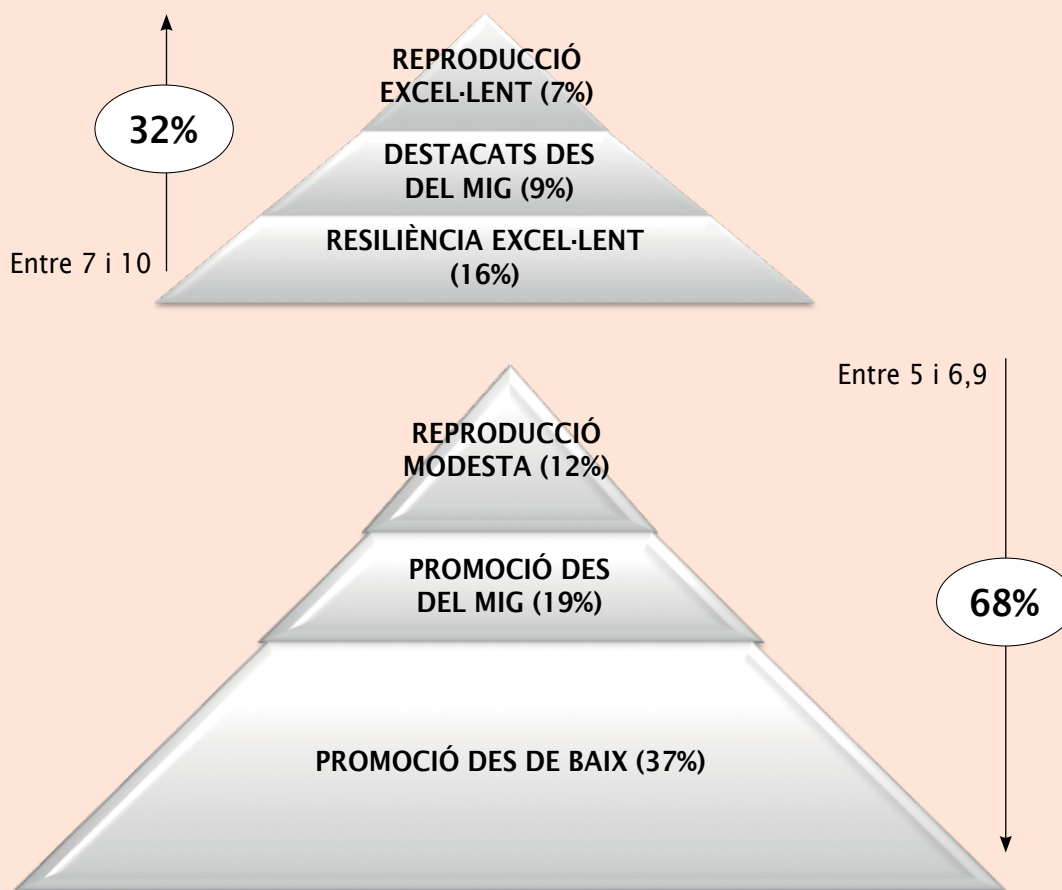 REPRODUCCIÓ
EXCEL·LENT (7%)
32%
DESTACATS DES
DEL MIG (9%)
RESILIÈNCIA EXCEL·LENT
(16%)
Entre 7 i 10
Entre 5 i 6,9
REPRODUCCIÓ
MODESTA (12%)
PROMOCIÓ DES
DEL MIG (19%)
68%
PROMOCIÓ DES DE BAIX (37%)